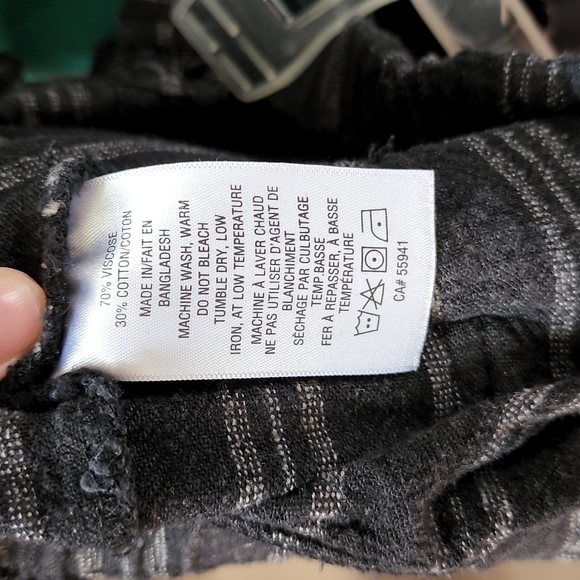 70% VISCOSE
30% COTTON/COTON
MADE IN/FAIT EN
BANGLADESH
MACHINE WASH, WARM
DO NOT BLEACH
TUMBLE DRY, LOW
IRON, AT LOW TEMPERATURE
MACHINE À LAVER CHAUD
NE PAS UTILISER D'AGENT DE
BLANCHIMENT
SÉCHAGE PAR CULBUTAGE
TEMP BASSE
FER À REPASSER, À BASSE
TEMPÉRATURE
CA# 55941